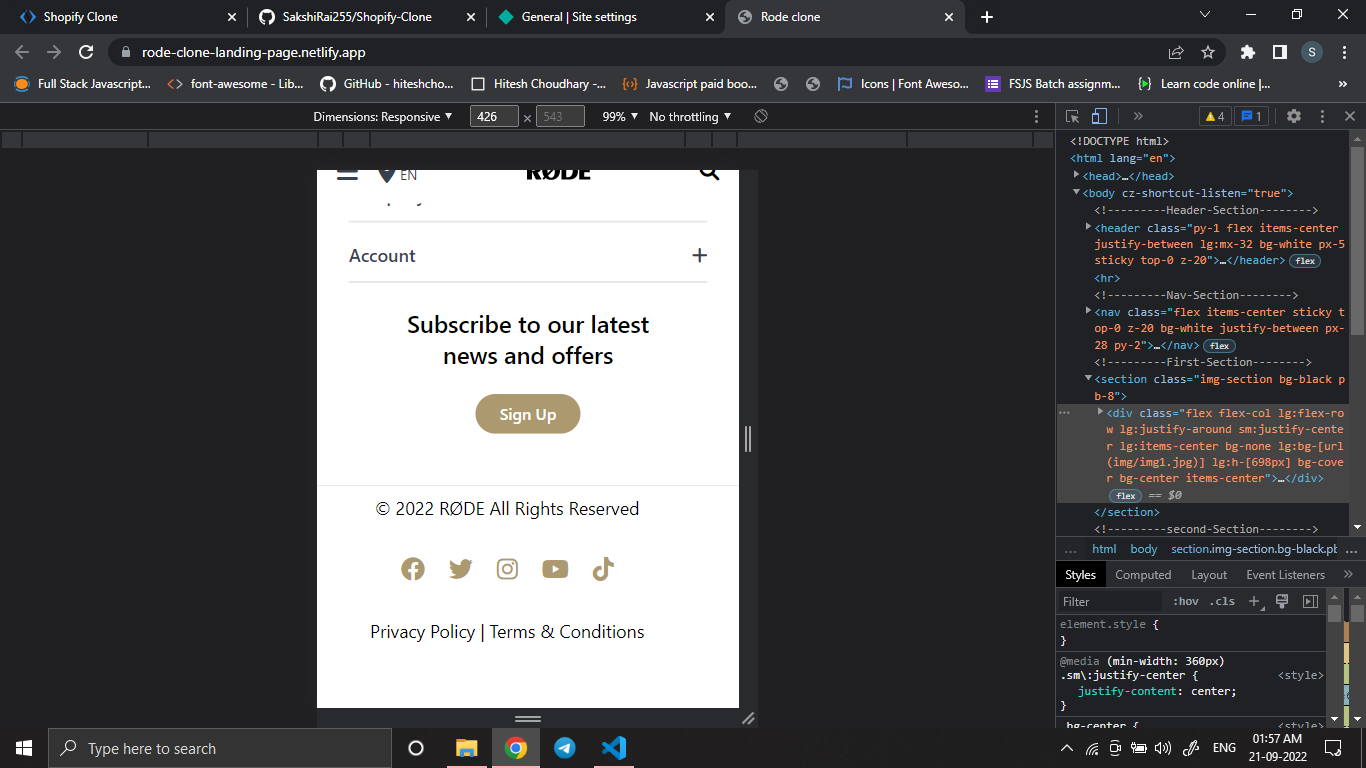 Shopify Clone
SakshiRai255/Shopify-Clone
General | Site settings
Rode clone
rode-clone-landing-page.netlify.app
S
Full Stack Javascript...
font-awesome - Lib...
GitHub - hiteshcho...
Hitesh Choudhary -...
Javascript paid boo...
Icons | Font Aweso...
FSJS Batch assignm...
Learn code online |...
»
Dimensions: Responsive
426
×
543
99%
No throttling
» 4 1
EN
RØDE
Account
Subscribe to our latest
news and offers
Sign Up
© 2022 RØDE All Rights Reserved
Privacy Policy | Terms & Conditions
<!DOCTYPE html>
<html lang="en">
<head>…</head>
<body cz-shortcut-listen="true">
<!---------Header-Section-------->
<header class="py-1 flex items-center
justify-between lg:mx-32 bg-white px-5
sticky top-0 z-20">…</header> flex
<hr>
<!---------Nav-Section-------->
<nav class="flex items-center sticky t
op-0 z-20 bg-white justify-between px-
28 py-2">…</nav> flex
<!---------First-Section-------->
<section class="img-section bg-black p
b-8">
… <div class="flex flex-col lg:flex-ro
w lg:justify-around sm:justify-cente
r lg:items-center bg-none lg:bg-[url
(img/img1.jpg)] lg:h-[698px] bg-cove
r bg-center items-center">…</div>
flex == $0
</section>
<!---------second-Section-------->
… html body section.img-section.bg-black.pb …
Styles Computed Layout Event Listeners »
Filter :hov .cls +
element.style {
}
@media (min-width: 360px)
.sm\:justify-center { <style>
justify-content: center;
}
.bg-center { <style>
Type here to search
ENG
01:57 AM
21-09-2022